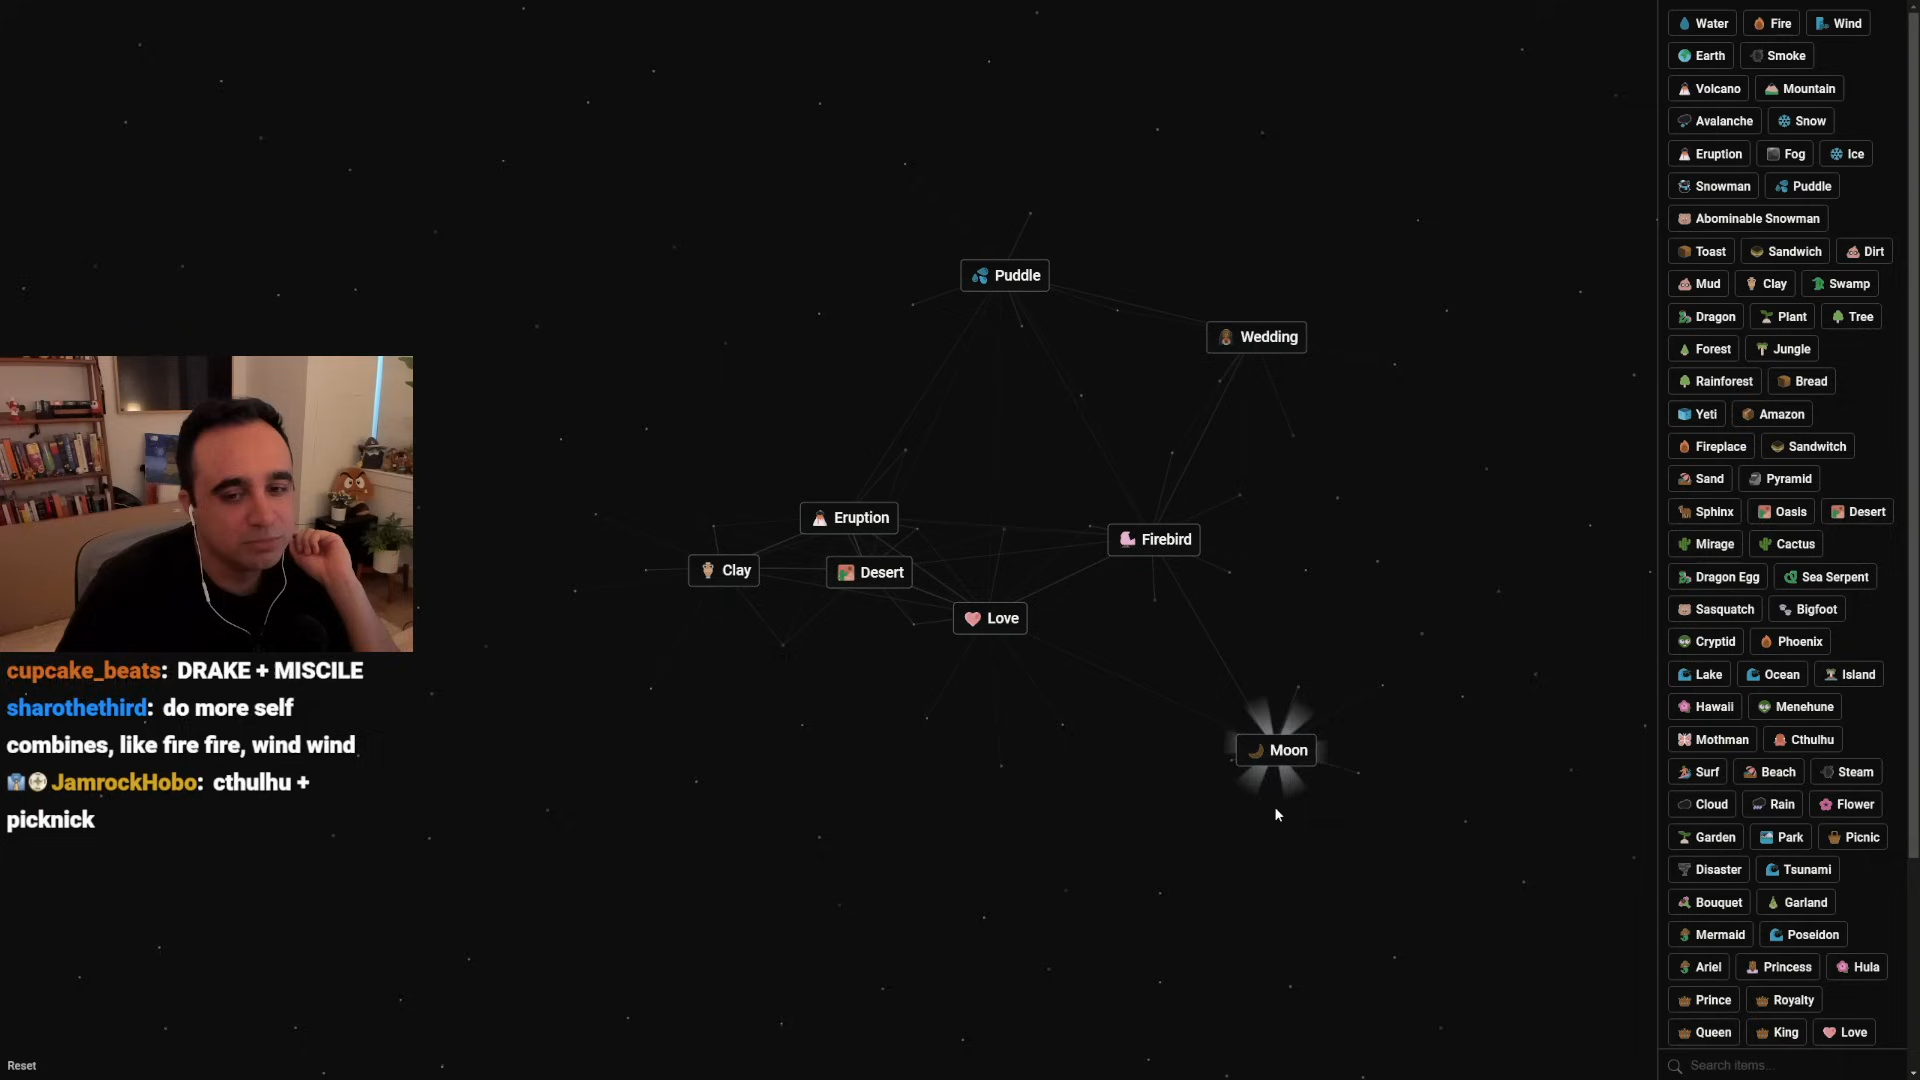 Puddle
Wedding
Eruption
Firebird
Clay
Desert
Love
Moon
cupcake_beats: DRAKE + MISCILE
sharothethird: do more self
combines, like fire fire, wind wind
JamrockHobo: cthulhu +
picknick
Reset
Water Fire Wind
Earth Smoke
Volcano Mountain
Avalanche Snow
Eruption Fog Ice
Snowman Puddle
Abominable Snowman
Toast Sandwich Dirt
Mud Clay Swamp
Dragon Plant Tree
Forest Jungle
Rainforest Bread
Yeti Amazon
Fireplace Sandwitch
Sand Pyramid
Sphinx Oasis Desert
Mirage Cactus
Dragon Egg Sea Serpent
Sasquatch Bigfoot
Cryptid Phoenix
Lake Ocean Island
Hawaii Menehune
Mothman Cthulhu
Surf Beach Steam
Cloud Rain Flower
Garden Park Picnic
Disaster Tsunami
Bouquet Garland
Mermaid Poseidon
Ariel Princess Hula
Prince Royalty
Queen King Love
Search items...